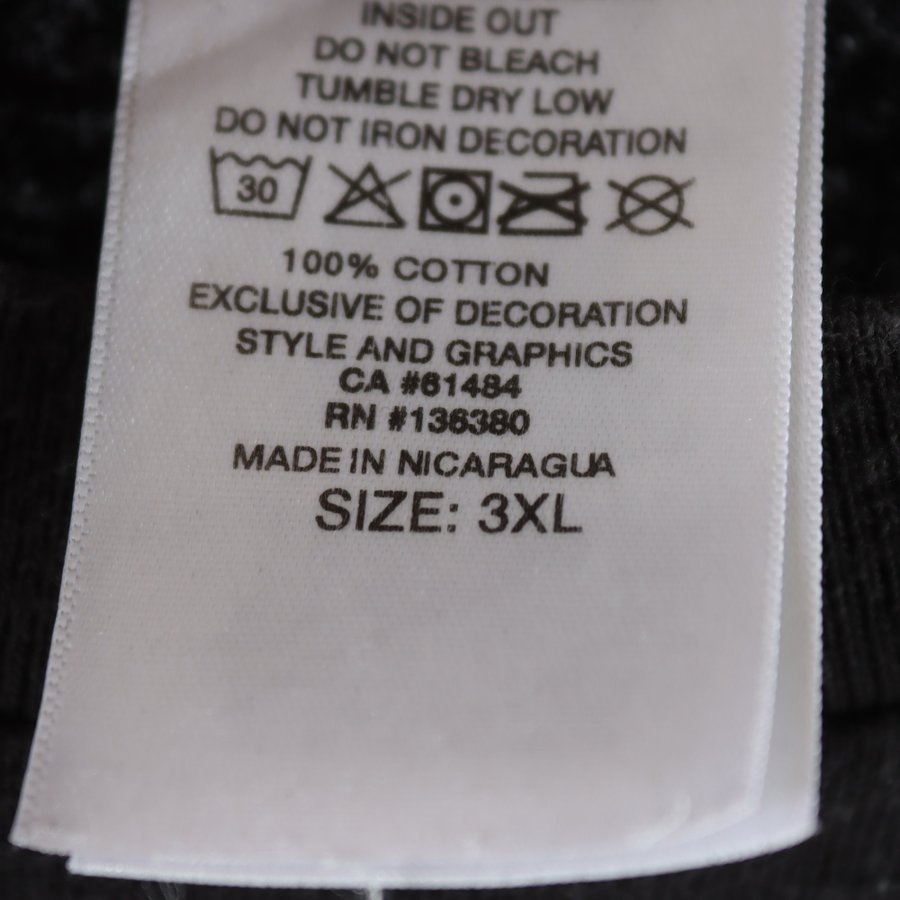 INSIDE OUT
DO NOT BLEACH
TUMBLE DRY LOW
DO NOT IRON DECORATION
30
100% COTTON
EXCLUSIVE OF DECORATION
STYLE AND GRAPHICS
CA #61484
RN #136380
MADE IN NICARAGUA
SIZE: 3XL